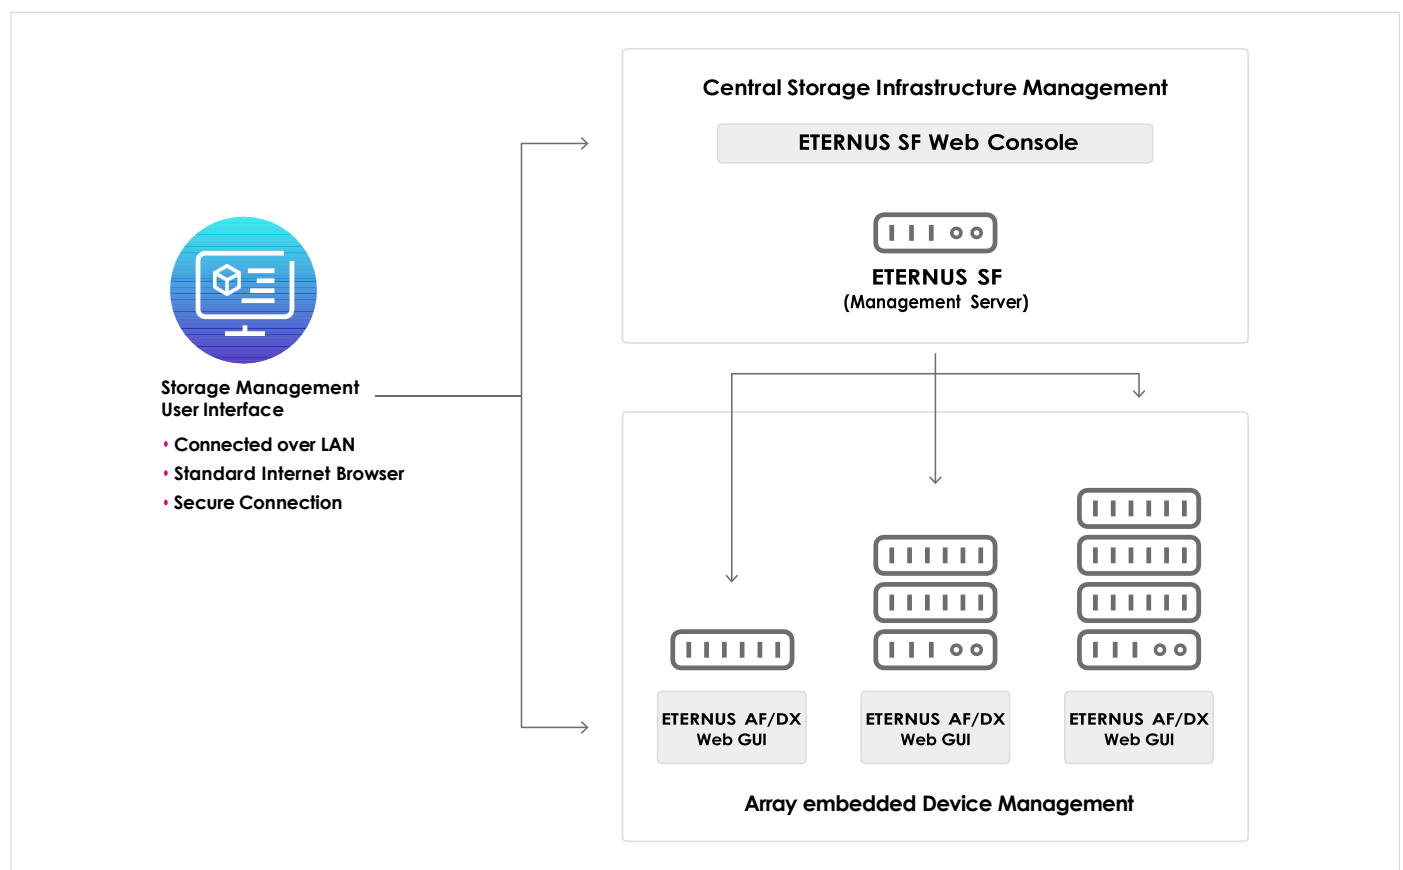 Central Storage Infrastructure Management
ETERNUS SF Web Console
ETERNUS SF
(Management Server)
Storage Management
User Interface
• Connected over LAN
• Standard Internet Browser
• Secure Connection
ETERNUS AF/DX
Web GUI
ETERNUS AF/DX
Web GUI
ETERNUS AF/DX
Web GUI
Array embedded Device Management